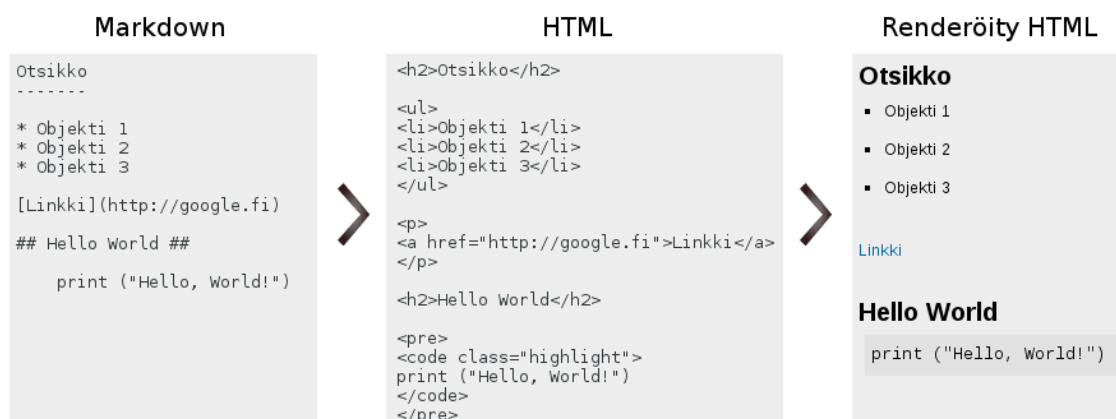 Markdown
Otsikko
-------
* Objekti 1
* Objekti 2
* Objekti 3
[Linkki](http://google.fi)
## Hello World ##
print ("Hello, World!")
HTML
<h2>Otsikko</h2>
<ul>
<li>Objekti 1</li>
<li>Objekti 2</li>
<li>Objekti 3</li>
</ul>
<p>
<a href="http://google.fi">Linkki</a>
</p>
<h2>Hello World</h2>
<pre>
<code class="highlight">
print ("Hello, World!")
</code>
</pre>
Renderöity HTML
Otsikko
▪ Objekti 1
▪ Objekti 2
▪ Objekti 3
Linkki
Hello World
print ("Hello, World!")